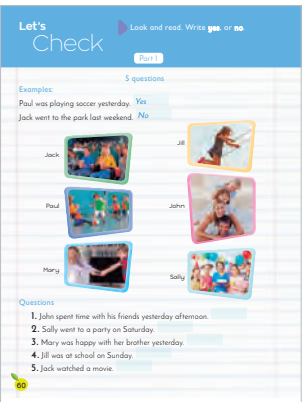 Let's
Check
Look and read. Write yes or no.
Part 1
5 questions
Examples:
Paul was playing soccer yesterday. Yes
Jack went to the park last weekend. No
Jack
Jill
Paul
John
Mary
Sally
Questions
1. John spent time with his friends yesterday afternoon.
2. Sally went to a party on Saturday.
3. Mary was happy with her brother yesterday.
4. Jill was at school on Sunday.
5. Jack watched a movie.
60